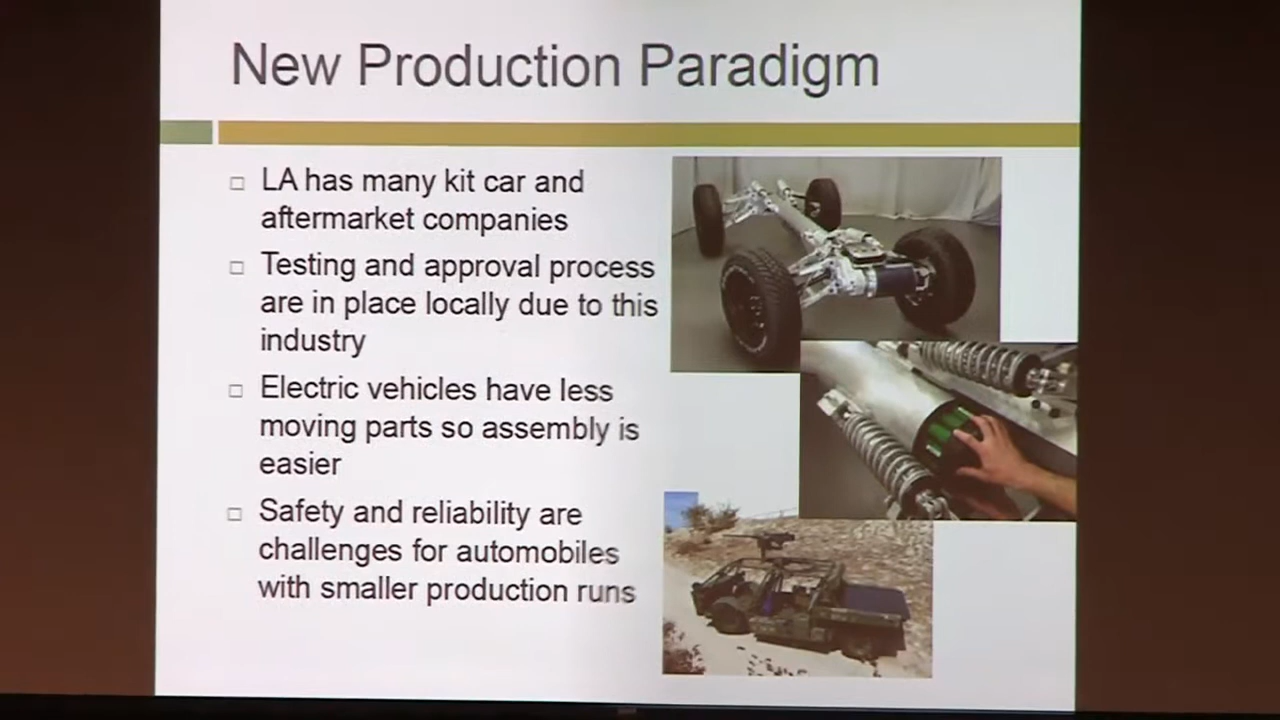 New Production Paradigm
LA has many kit car and
aftermarket companies
Testing and approval process
are in place locally due to this
industry
Electric vehicles have less
moving parts so assembly is
easier
Safety and reliability are
challenges for automobiles
with smaller production runs